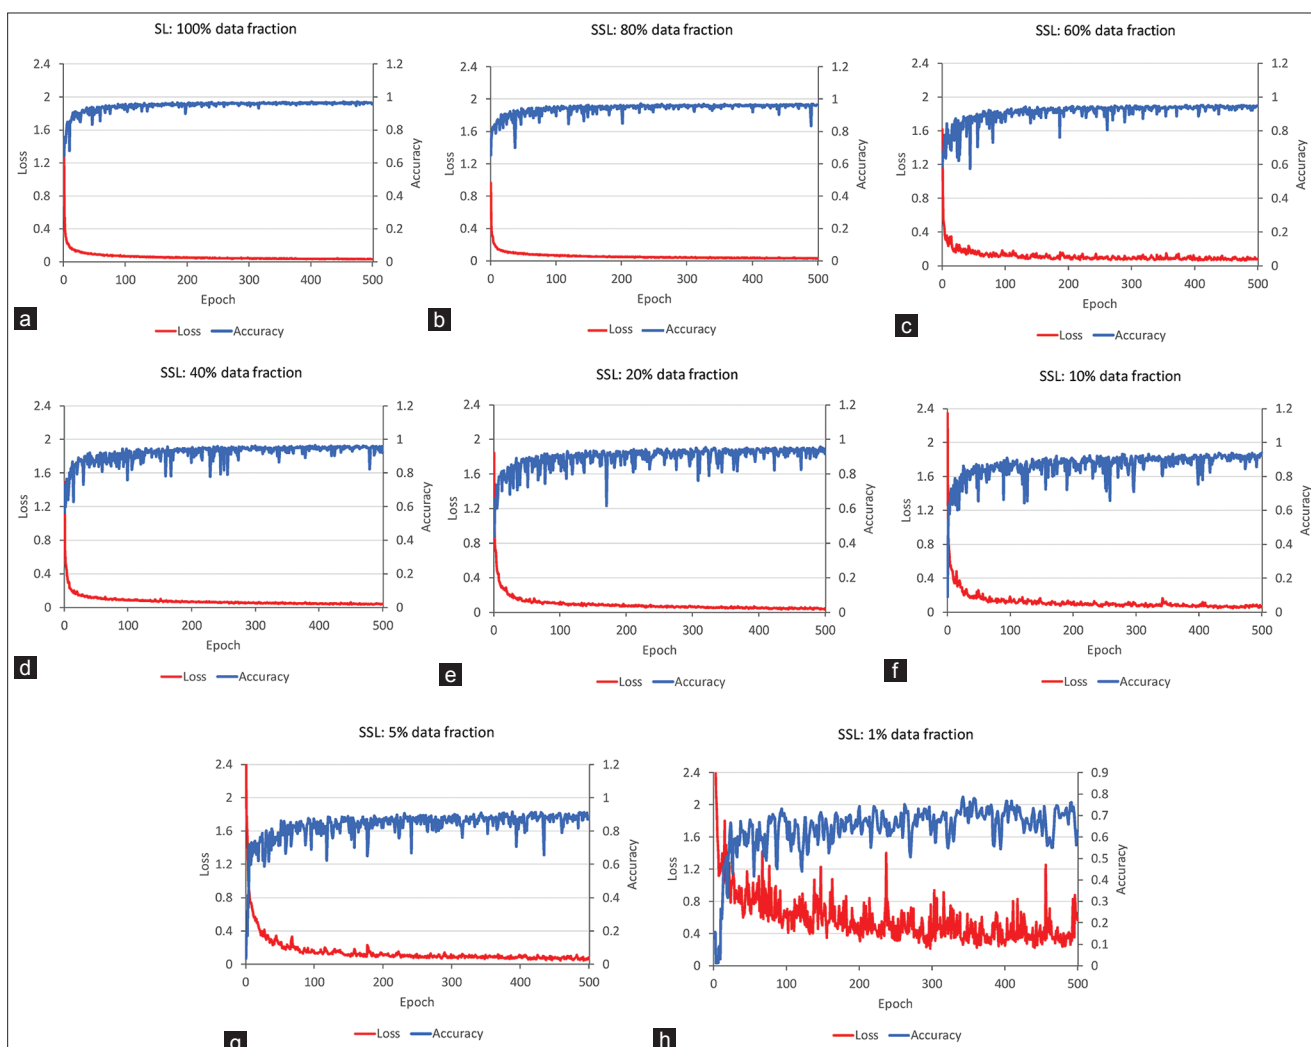 SL: 100% data fraction
2.4
2
1.6
1.2
0.8
0.4
0
Loss
1.2
1
0.8
0.6
0.4
0.2
0
Accuracy
0 100 200 300 400 500
Epoch
a
Loss Accuracy
SSL: 80% data fraction
2.4
2
1.6
1.2
0.8
0.4
0
Loss
1.2
1
0.8
0.6
0.4
0.2
0
Accuracy
0 100 200 300 400 500
Epoch
b
Loss Accuracy
SSL: 60% data fraction
2.4
2
1.6
1.2
0.8
0.4
0
Loss
1.2
1
0.8
0.6
0.4
0.2
0
Accuracy
0 100 200 300 400 500
Epoch
c
Loss Accuracy
SSL: 40% data fraction
2.4
2
1.6
1.2
0.8
0.4
0
Loss
1.2
1
0.8
0.6
0.4
0.2
0
Accuracy
0 100 200 300 400 500
Epoch
d
Loss Accuracy
SSL: 20% data fraction
2.4
2
1.6
1.2
0.8
0.4
0
Loss
1.2
1
0.8
0.6
0.4
0.2
0
Accuracy
0 100 200 300 400 500
Epoch
e
Loss Accuracy
SSL: 10% data fraction
2.4
2
1.6
1.2
0.8
0.4
0
Loss
1.2
1
0.8
0.6
0.4
0.2
0
Accuracy
0 100 200 300 400 500
Epoch
f
Loss Accuracy
SSL: 5% data fraction
2.4
2
1.6
1.2
0.8
0.4
0
Loss
1.2
1
0.8
0.6
0.4
0.2
0
Accuracy
0 100 200 300 400 500
Epoch
g
Loss Accuracy
SSL: 1% data fraction
2.4
2
1.6
1.2
0.8
0.4
0
Loss
0.9
0.8
0.7
0.6
0.5
0.4
0.3
0.2
0.1
0
Accuracy
0 100 200 300 400 500
Epoch
h
Loss Accuracy